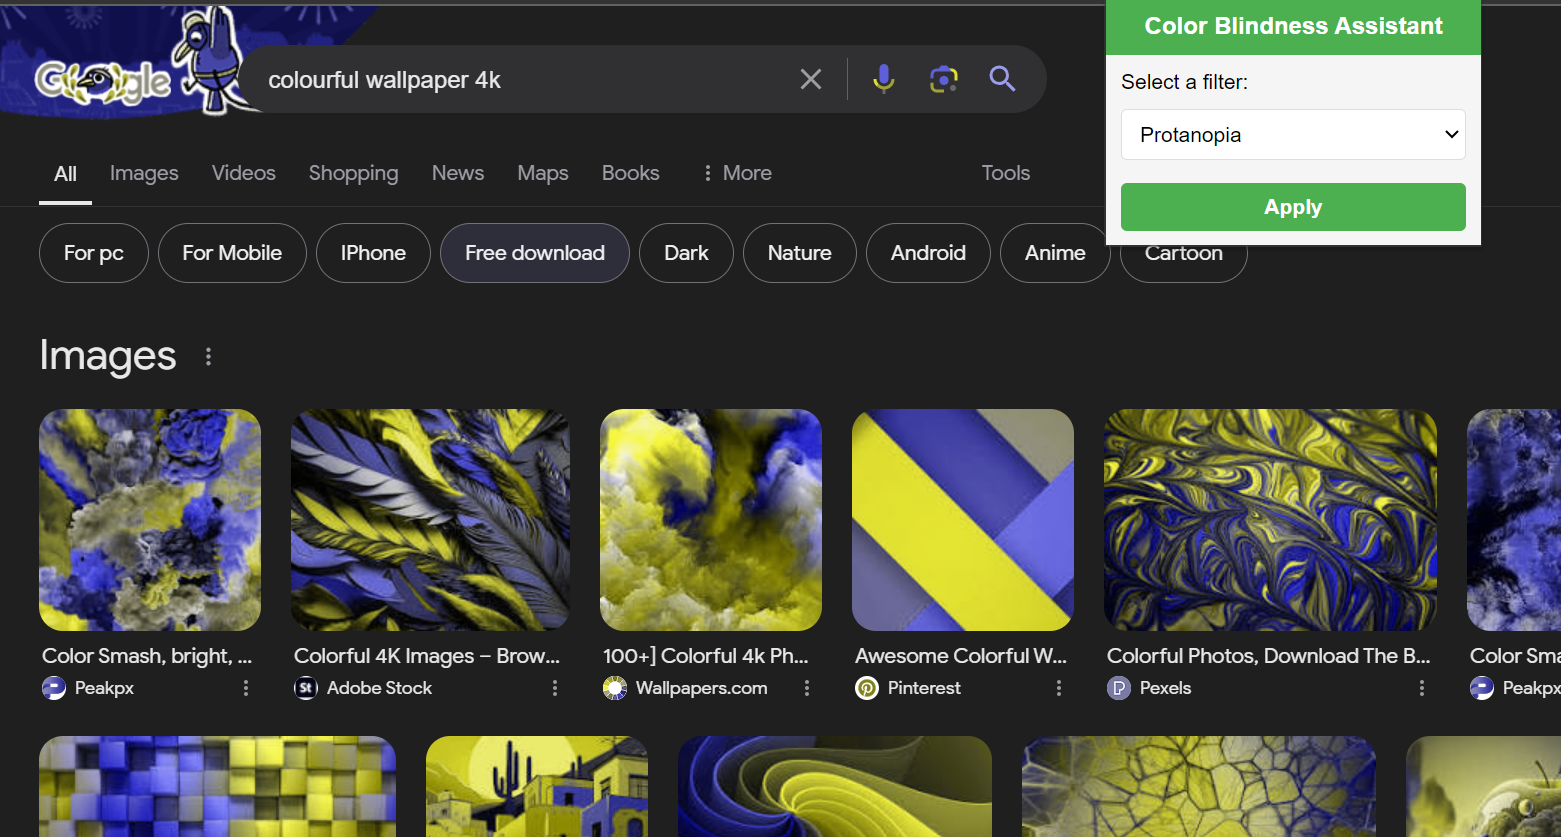 Color Blindness Assistant
Select a filter:
Protanopia
Apply
Google
colourful wallpaper 4k
All Images Videos Shopping News Maps Books More Tools
For pc For Mobile IPhone Free download Dark Nature Android Anime Cartoon
Images
Color Smash, bright, ... Colorful 4K Images – Brow... 100+] Colorful 4k Ph... Awesome Colorful W... Colorful Photos, Download The B... Color Sma
Peakpx St Adobe Stock Wallpapers.com Pinterest Pexels Peakpx